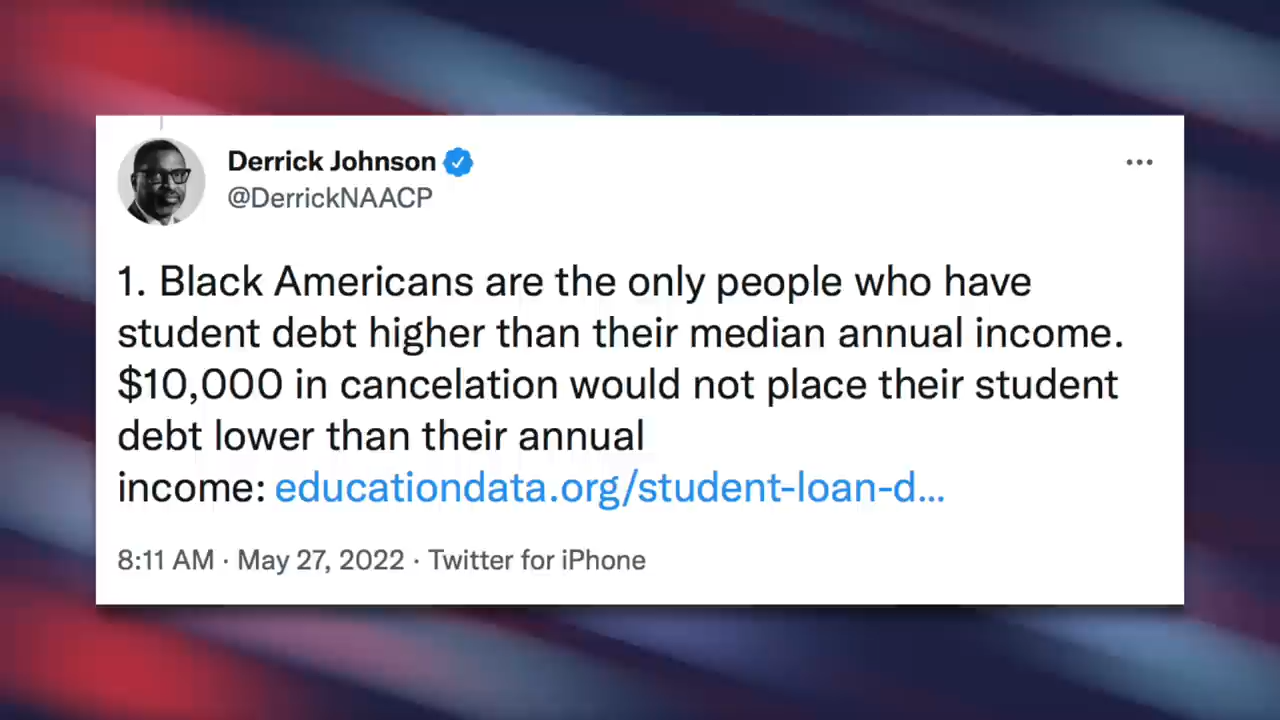 Derrick Johnson
@DerrickNAACP
1. Black Americans are the only people who have
student debt higher than their median annual income.
$10,000 in cancelation would not place their student
debt lower than their annual
income: educationdata.org/student-loan-d...
8:11 AM · May 27, 2022 · Twitter for iPhone